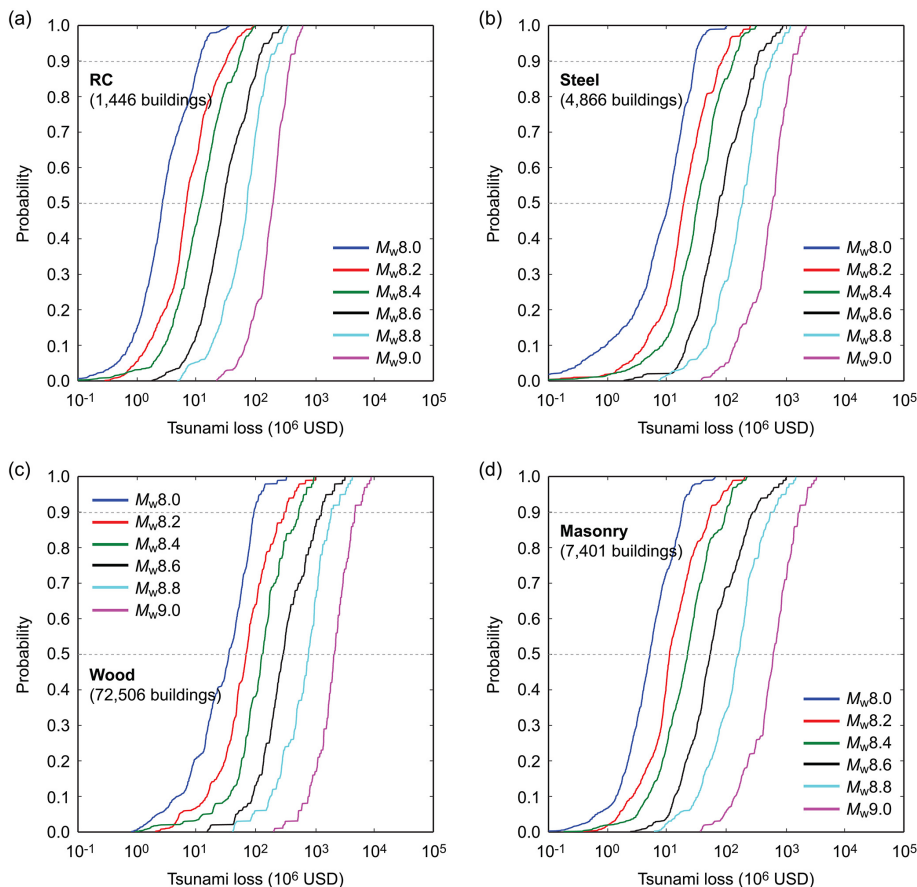 (a)
1.0
0.9
0.8
0.7
0.6
0.5
0.4
0.3
0.2
0.1
0.0
Probability
RC
(1,446 buildings)
Mw8.0
Mw8.2
Mw8.4
Mw8.6
Mw8.8
Mw9.0
10-1 100 101 102 103 104 105
Tsunami loss (106 USD)
(b)
1.0
0.9
0.8
0.7
0.6
0.5
0.4
0.3
0.2
0.1
0.0
Probability
Steel
(4,866 buildings)
Mw8.0
Mw8.2
Mw8.4
Mw8.6
Mw8.8
Mw9.0
10-1 100 101 102 103 104 105
Tsunami loss (106 USD)
(c)
1.0
0.9
0.8
0.7
0.6
0.5
0.4
0.3
0.2
0.1
0.0
Probability
Mw8.0
Mw8.2
Mw8.4
Mw8.6
Mw8.8
Mw9.0
Wood
(72,506 buildings)
10-1 100 101 102 103 104 105
Tsunami loss (106 USD)
(d)
1.0
0.9
0.8
0.7
0.6
0.5
0.4
0.3
0.2
0.1
0.0
Probability
Masonry
(7,401 buildings)
Mw8.0
Mw8.2
Mw8.4
Mw8.6
Mw8.8
Mw9.0
10-1 100 101 102 103 104 105
Tsunami loss (106 USD)